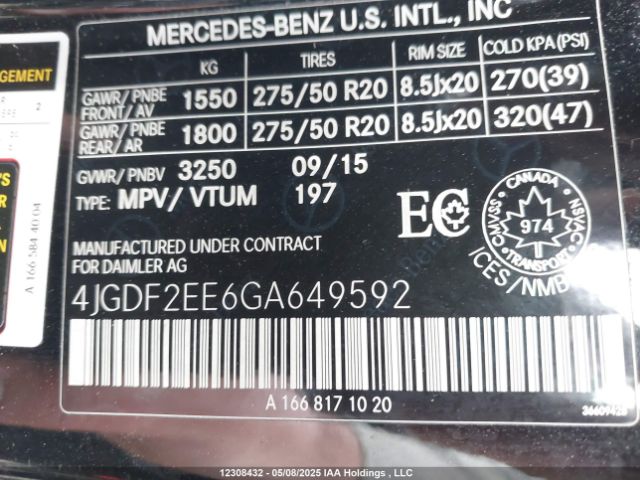 MERCEDES-BENZ U.S. INTL., INC
KG TIRES RIM SIZE COLD KPA(PSI)
GAWR/PNBE FRONT/AV 1550 275/50 R20 8.5Jx20 270(39)
GAWR/PNBE REAR/AR 1800 275/50 R20 8.5Jx20 320(47)
GVWR/PNBV 3250 09/15
TYPE: MPV/VTUM 197
EC
CANADA
CMVSS NSVAC
974
TRANSPORT
ICES/NMB
MANUFACTURED UNDER CONTRACT
FOR DAIMLER AG
4JGDF2EE6GA649592
A 166 817 10 20
36609428
AGEMENT
2
'S
R
N
A 166 584 40 04
12308432 - 05/08/2025 IAA Holdings , LLC